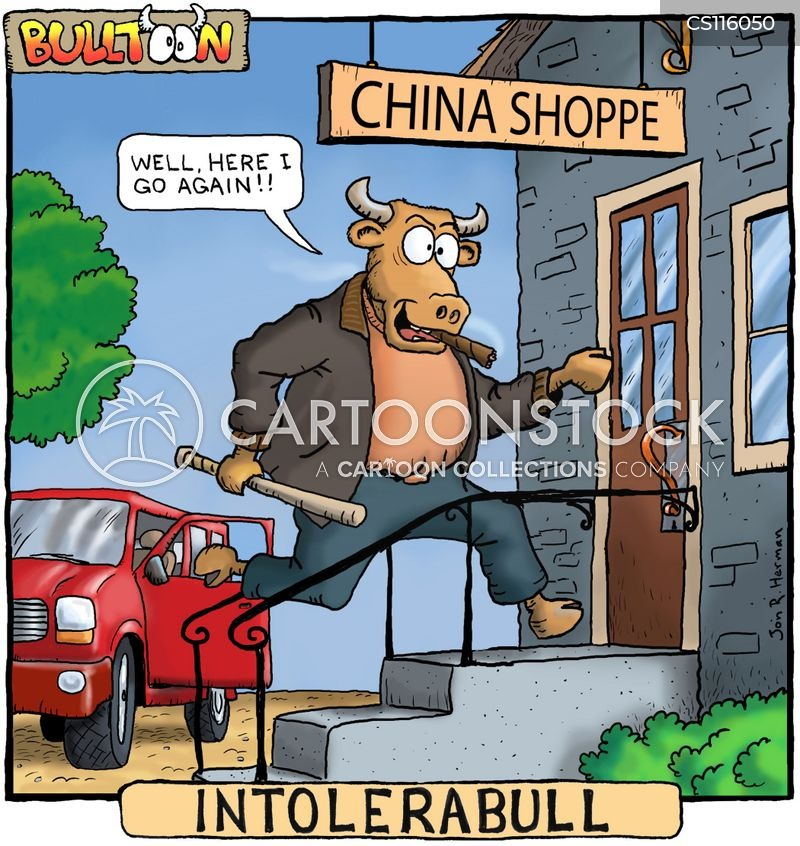 CS116050
BULLTOON
CHINA SHOPPE
WELL, HERE I
GO AGAIN!!
CARTOONSTOCK
A CARTOON COLLECTIONS COMPANY
Jon R. Herman
INTOLERABULL